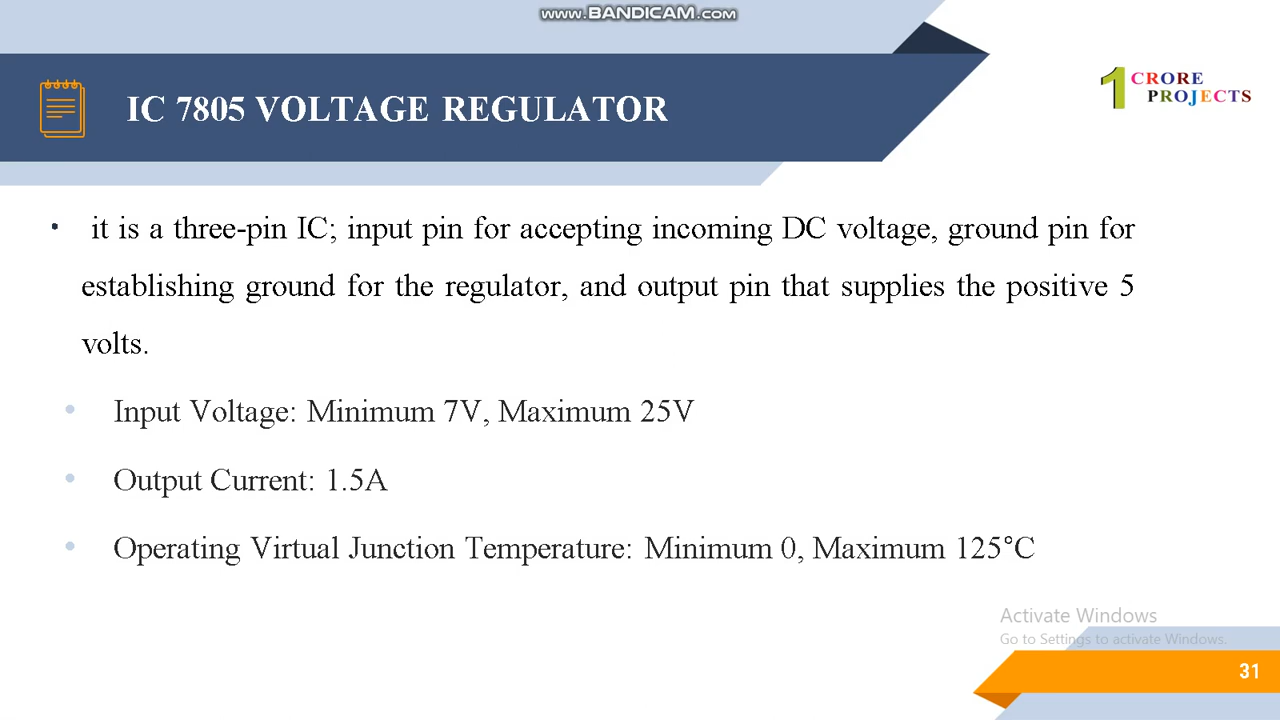 www.BANDICAM.com
IC 7805 VOLTAGE REGULATOR
1 CRORE
PROJECTS
• it is a three-pin IC; input pin for accepting incoming DC voltage, ground pin for
establishing ground for the regulator, and output pin that supplies the positive 5
volts.
• Input Voltage: Minimum 7V, Maximum 25V
• Output Current: 1.5A
• Operating Virtual Junction Temperature: Minimum 0, Maximum 125°C
Activate Windows
Go to Settings to activate Windows.
31